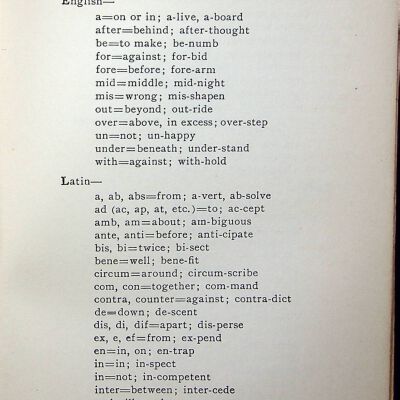 English—
a=on or in; a-live, a-board
after=behind; after-thought
be=to make; be-numb
for=against; for-bid
fore=before; fore-arm
mid=middle; mid-night
mis=wrong; mis-shapen
out=beyond; out-ride
over=above, in excess; over-step
un=not; un-happy
under=beneath; under-stand
with=against; with-hold
Latin—
a, ab, abs=from; a-vert, ab-solve
ad (ac, ap, at, etc.)=to; ac-cept
amb, am=about; am-biguous
ante, anti=before; anti-cipate
bis, bi=twice; bi-sect
bene=well; bene-fit
circum=around; circum-scribe
com, con=together; com-mand
contra, counter=against; contra-dict
de=down; de-scent
dis, di, dif=apart; dis-perse
ex, e, ef=from; ex-pend
en=in, on; en-trap
in=in; in-spect
in=not; in-competent
inter=between; inter-cede